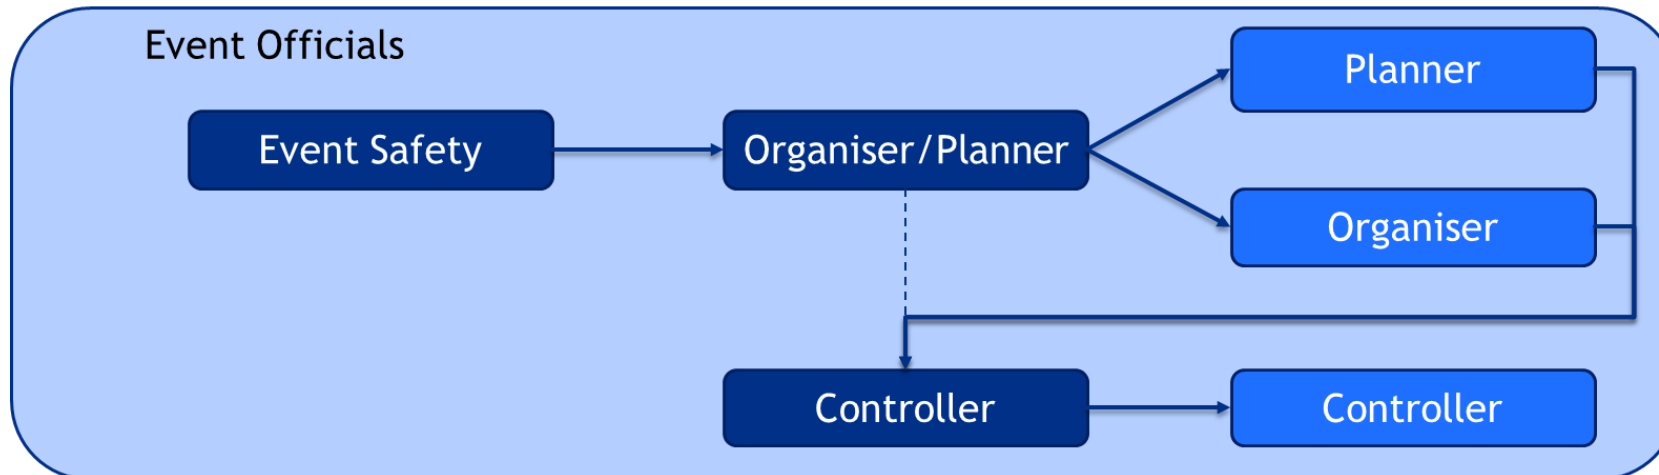 Event Officials
Planner
Event Safety
Organiser/Planner
Organiser
Controller
Controller